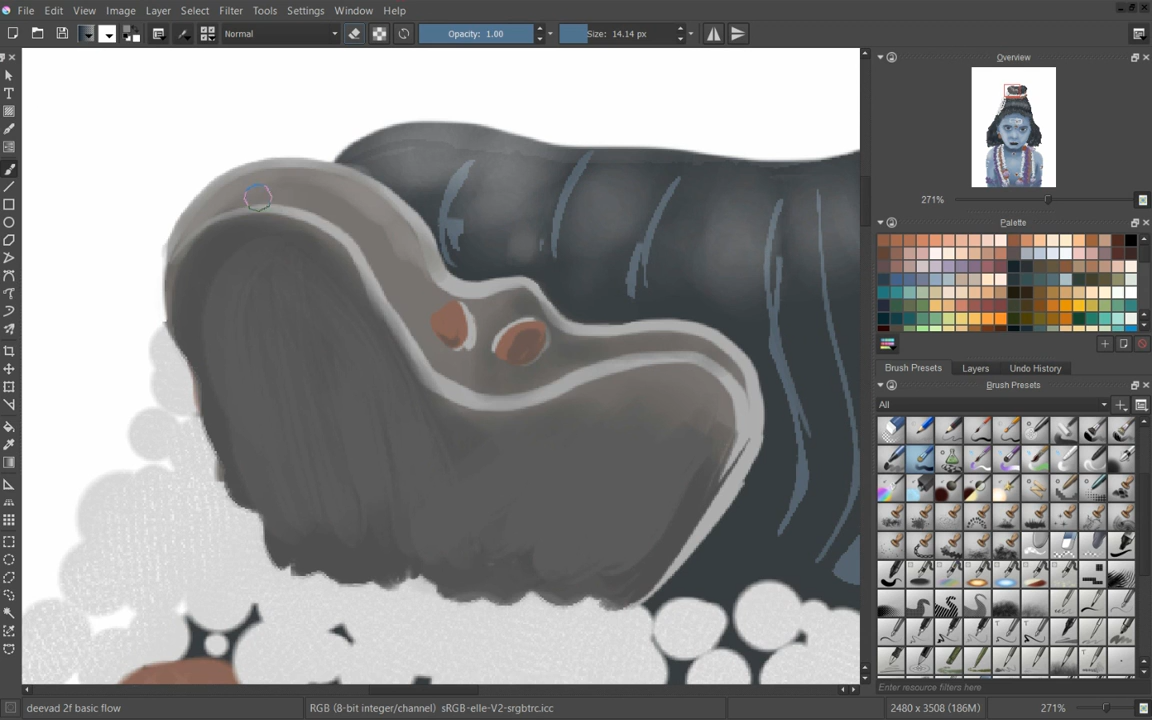 File Edit View Image Layer Select Filter Tools Settings Window Help
Normal Opacity: 1.00 Size: 14.14 px
Overview
271%
Palette
Brush Presets Layers Undo History
Brush Presets
All
Enter resource filters here
deevad 2f basic flow RGB (8-bit integer/channel) sRGB-elle-V2-srgbtrc.icc 2480 x 3508 (186M) 271%